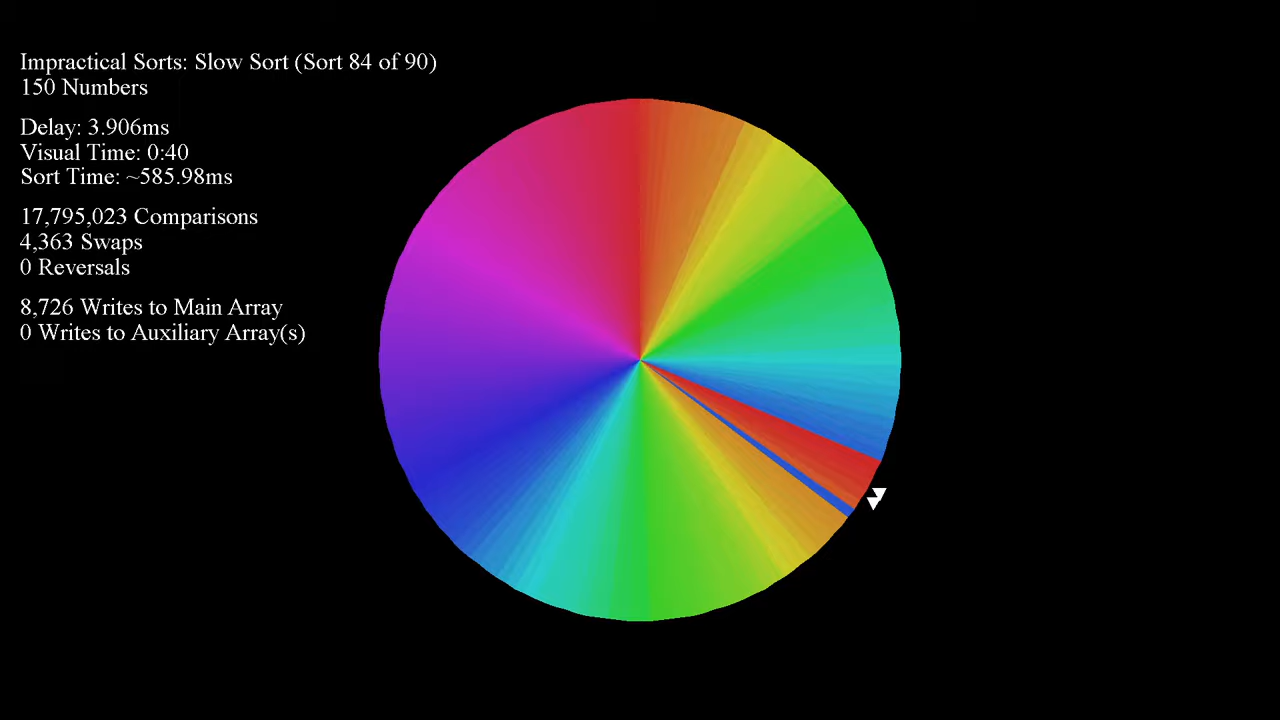 Impractical Sorts: Slow Sort (Sort 84 of 90)
150 Numbers
Delay: 3.906ms
Visual Time: 0:40
Sort Time: ~585.98ms
17,795,023 Comparisons
4,363 Swaps
0 Reversals
8,726 Writes to Main Array
0 Writes to Auxiliary Array(s)